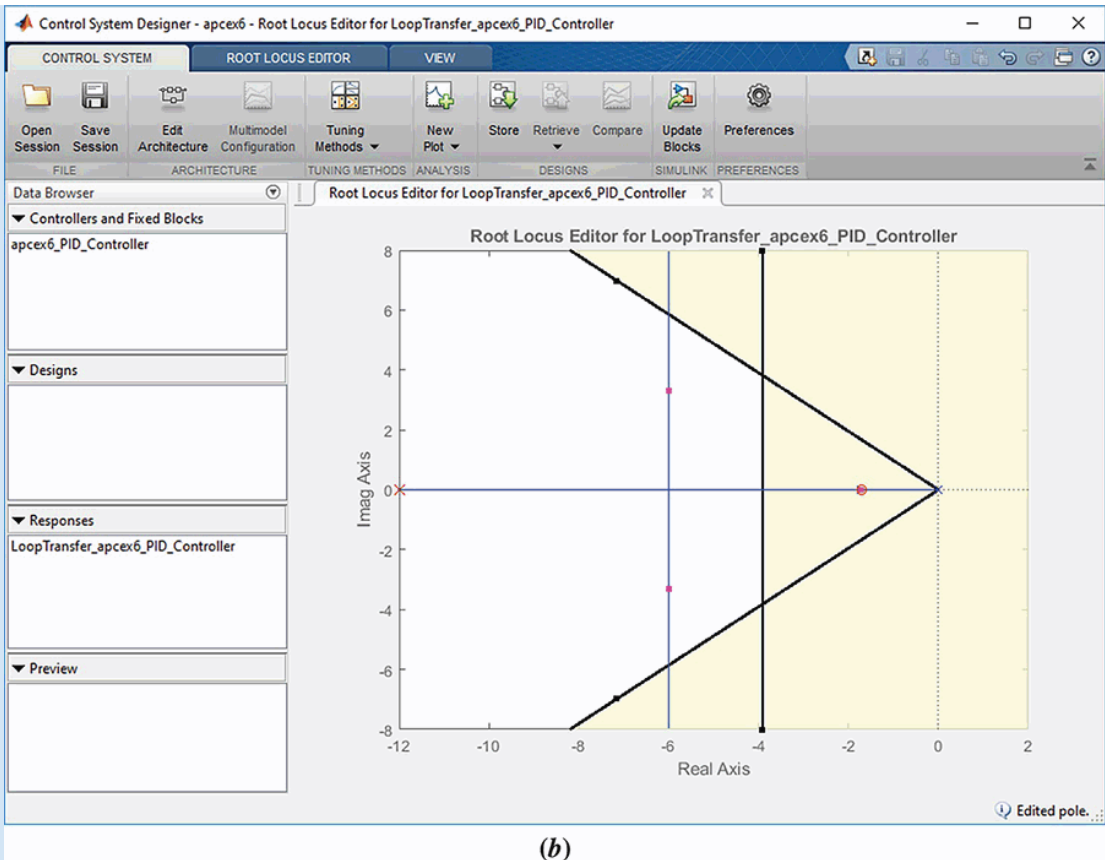 Control System Designer - apcex6 - Root Locus Editor for LoopTransfer_apcex6_PID_Controller
CONTROL SYSTEM ROOT LOCUS EDITOR VIEW
Open Session
Save Session
Edit Architecture
Multimodel Configuration
Tuning Methods
New Plot
Store
Retrieve
Compare
Update Blocks
Preferences
FILE ARCHITECTURE TUNING METHODS ANALYSIS DESIGNS SIMULINK PREFERENCES
Data Browser
Controllers and Fixed Blocks
apcex6_PID_Controller
Designs
Responses
LoopTransfer_apcex6_PID_Controller
Preview
Root Locus Editor for LoopTransfer_apcex6_PID_Controller
Root Locus Editor for LoopTransfer_apcex6_PID_Controller
Imag Axis
8
6
4
2
0
-2
-4
-6
-8
-12 -10 -8 -6 -4 -2 0 2
Real Axis
Edited pole.
(b)